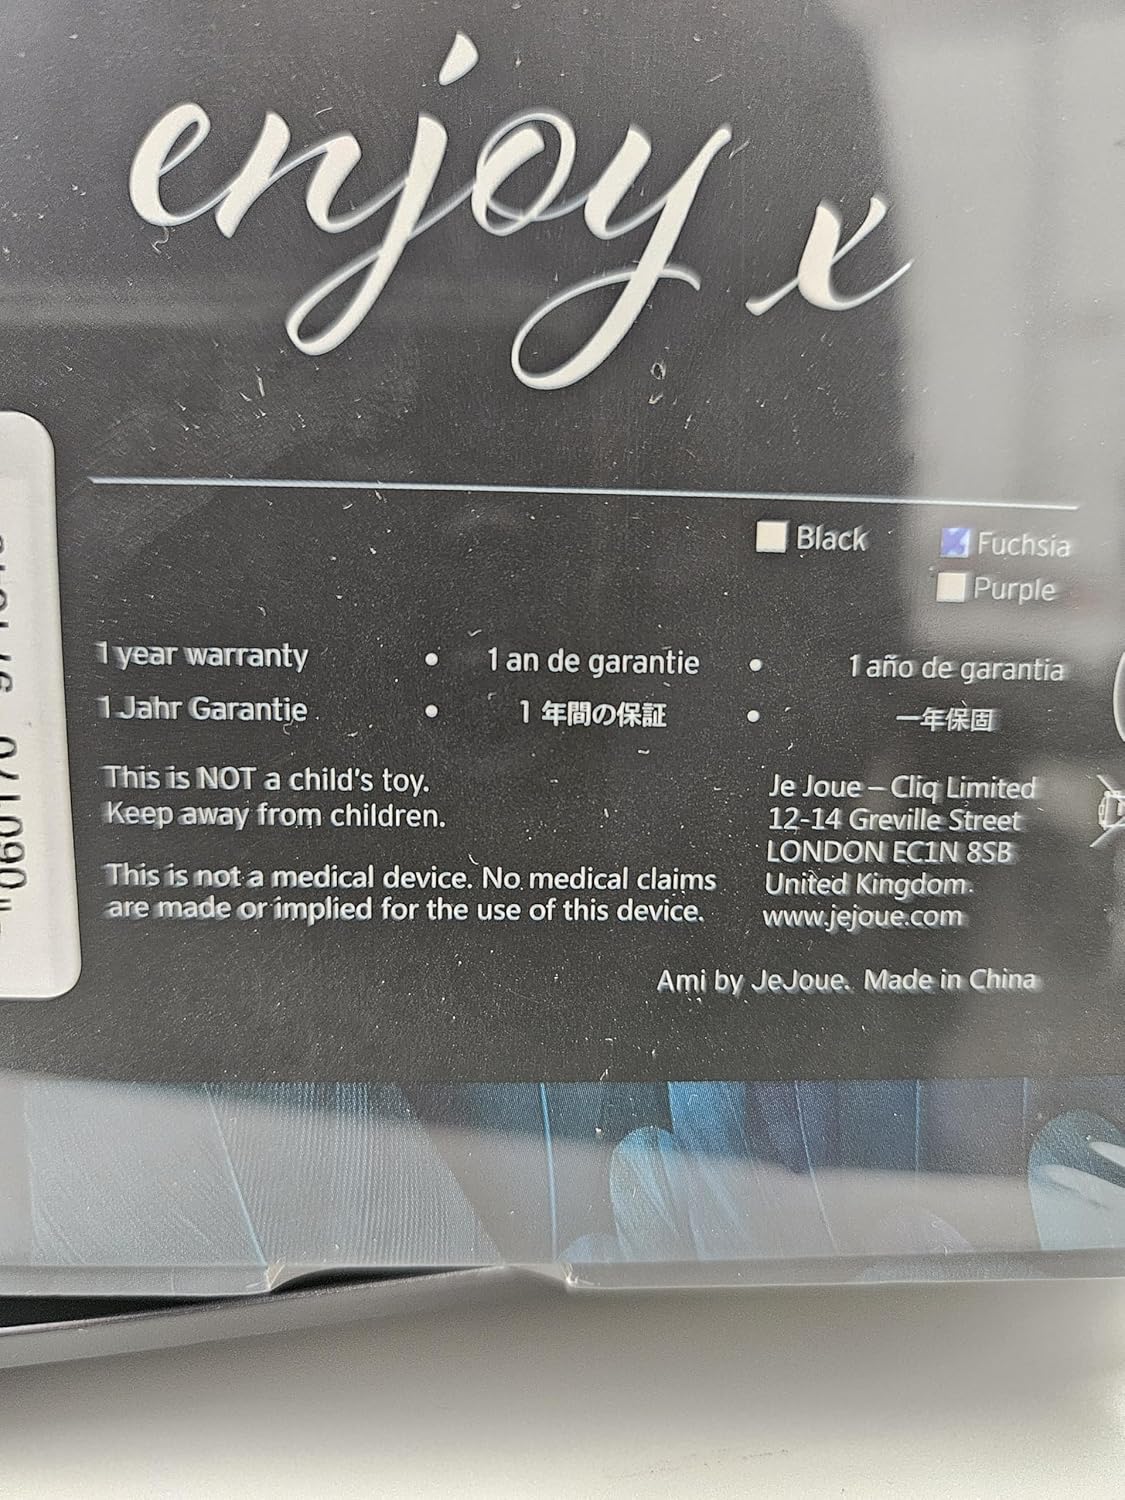 enjoy x
Black
Fuchsia
Purple
1 year warranty • 1 an de garantie • 1 año de garantia
1 Jahr Garantie • 1 年間の保証 • 一年保固
This is NOT a child's toy.
Keep away from children.
This is not a medical device. No medical claims
are made or implied for the use of this device.
Je Joue – Cliq Limited
12-14 Greville Street
LONDON EC1N 8SB
United Kingdom.
www.jejoue.com
Ami by JeJoue. Made in China